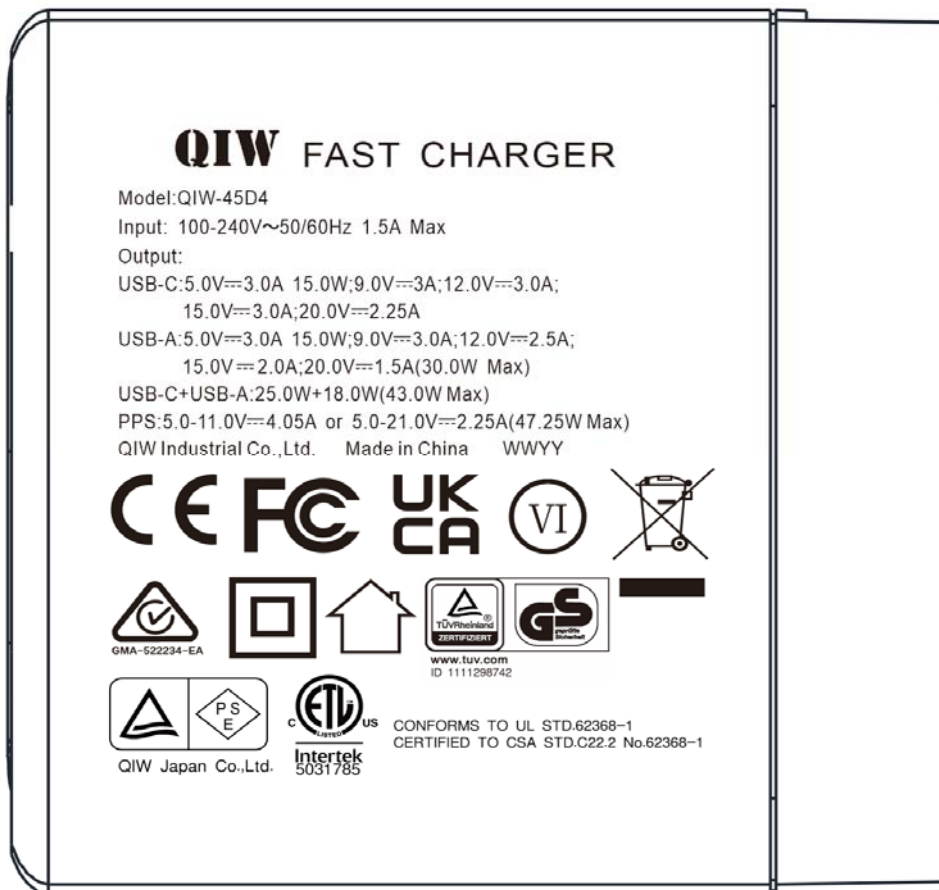 QIW FAST CHARGER
Model:QIW-45D4
Input: 100-240V～50/60Hz 1.5A Max
Output:
USB-C:5.0V⎓3.0A 15.0W;9.0V⎓3A;12.0V⎓3.0A;
15.0V⎓3.0A;20.0V⎓2.25A
USB-A:5.0V⎓3.0A 15.0W;9.0V⎓3.0A;12.0V⎓2.5A;
15.0V⎓2.0A;20.0V⎓1.5A(30.0W Max)
USB-C+USB-A:25.0W+18.0W(43.0W Max)
PPS:5.0-11.0V⎓4.05A or 5.0-21.0V⎓2.25A(47.25W Max)
QIW Industrial Co.,Ltd. Made in China WWYY
CE FC UK CA VI
TÜVRheinland
ZERTIFIZIERT
GS
geprüfte
Sicherheit
GMA-522234-EA
www.tuv.com
ID 1111298742
PS
E
C ETL US
LISTED
Intertek
5031785
CONFORMS TO UL STD.62368-1
CERTIFIED TO CSA STD.C22.2 No.62368-1
QIW Japan Co.,Ltd.